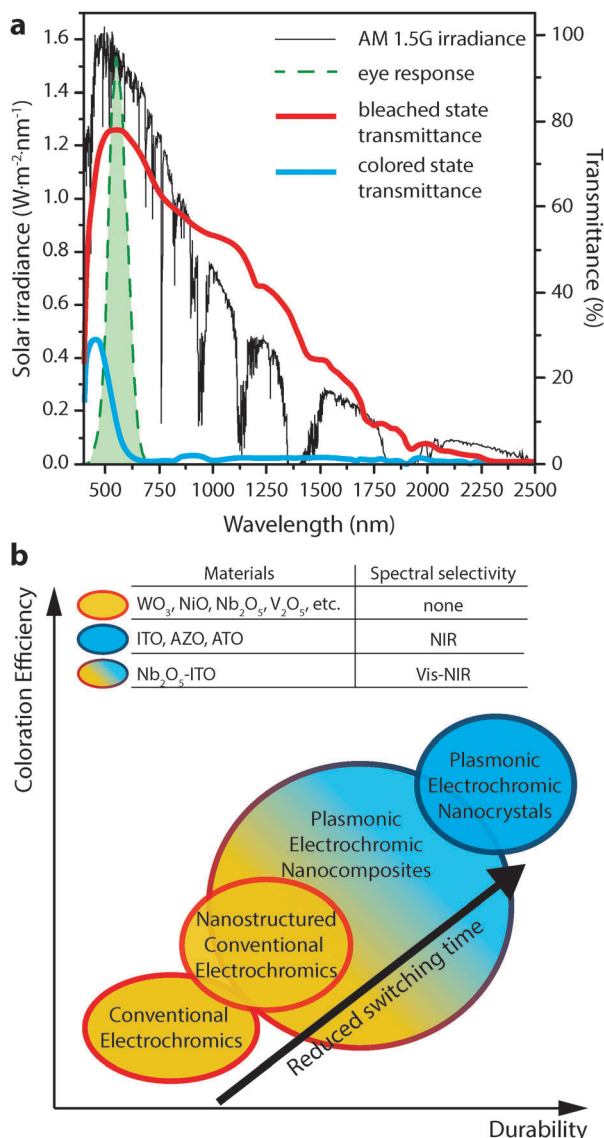 a
AM 1.5G irradiance
eye response
bleached state
transmittance
colored state
transmittance
1.6
1.4
1.2
1.0
0.8
0.6
0.4
0.2
0.0
Solar irradiance (W·m⁻²·nm⁻¹)
100
80
60
40
20
0
Transmittance (%)
500 750 1000 1250 1500 1750 2000 2250 2500
Wavelength (nm)
b
Materials Spectral selectivity
WO₃, NiO, Nb₂O₅, V₂O₅, etc. none
ITO, AZO, ATO NIR
Nb₂O₅-ITO Vis-NIR
Coloration Efficiency
Plasmonic
Electrochromic
Nanocrystals
Plasmonic
Electrochromic
Nanocomposites
Nanostructured
Conventional
Electrochromics
Conventional
Electrochromics
Reduced switching time
Durability